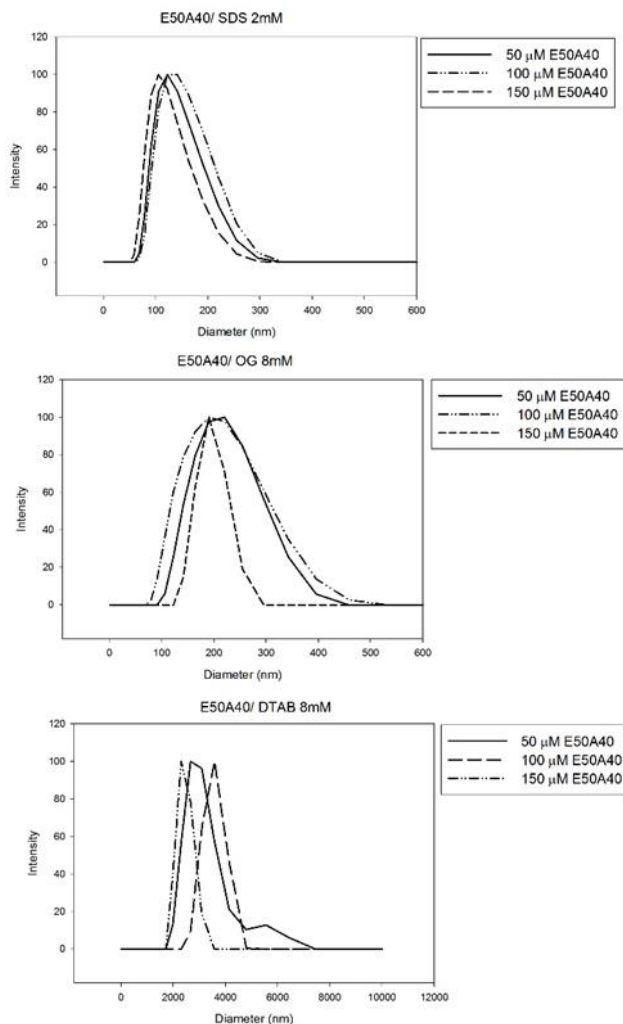 E50A40/ SDS 2mM
120
100
80
60
40
20
0
Intensity
0 100 200 300 400 500 600
Diameter (nm)
50 μM E50A40
100 μM E50A40
150 μM E50A40
E50A40/ OG 8mM
120
100
80
60
40
20
0
Intensity
0 100 200 300 400 500 600
Diameter (nm)
50 μM E50A40
100 μM E50A40
150 μM E50A40
E50A40/ DTAB 8mM
120
100
80
60
40
20
0
Intensity
0 2000 4000 6000 8000 10000 12000
Diameter (nm)
50 μM E50A40
100 μM E50A40
150 μM E50A40